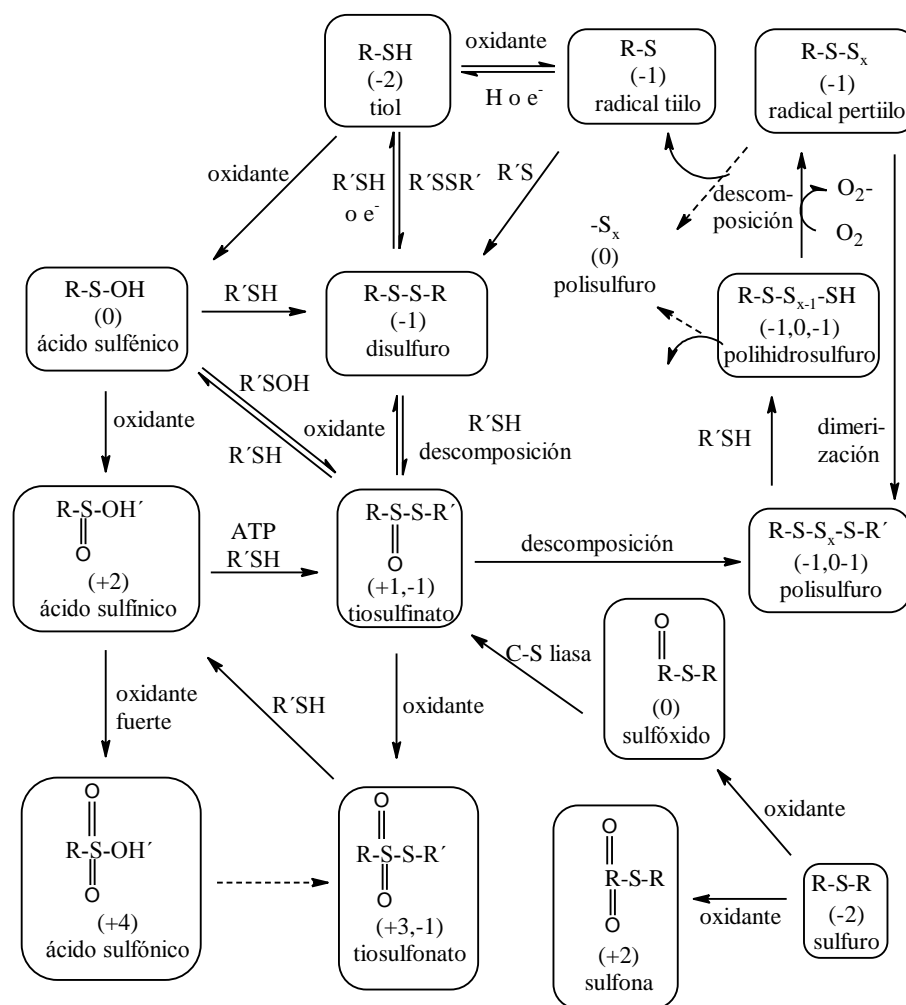 R-SH
(-2)
tiol
oxidante
H o e-
R-S
(-1)
radical tiilo
R-S-Sx
(-1)
radical pertiilo
oxidante
R´SH
o e-
R´SSR´
R´S
descom-
posición
O2-
O2
-Sx
(0)
polisulfuro
R-S-OH
(0)
ácido sulfénico
R´SH
R-S-S-R
(-1)
disulfuro
R-S-Sx-1-SH
(-1,0,-1)
polihidrosulfuro
oxidante
R´SOH
R´SH
oxidante
R´SH
descomposición
R´SH
dimeri-
zación
R-S-OH´
O
(+2)
ácido sulfínico
ATP
R´SH
R-S-S-R´
O
(+1,-1)
tiosulfinato
descomposición
R-S-Sx-S-R´
(-1,0-1)
polisulfuro
oxidante
fuerte
R´SH
oxidante
C-S liasa
O
R-S-R
(0)
sulfóxido
O
R-S-OH´
O
(+4)
ácido sulfónico
O
R-S-S-R´
O
(+3,-1)
tiosulfonato
O
R-S-R
O
(+2)
sulfona
oxidante
oxidante
R-S-R
(-2)
sulfuro